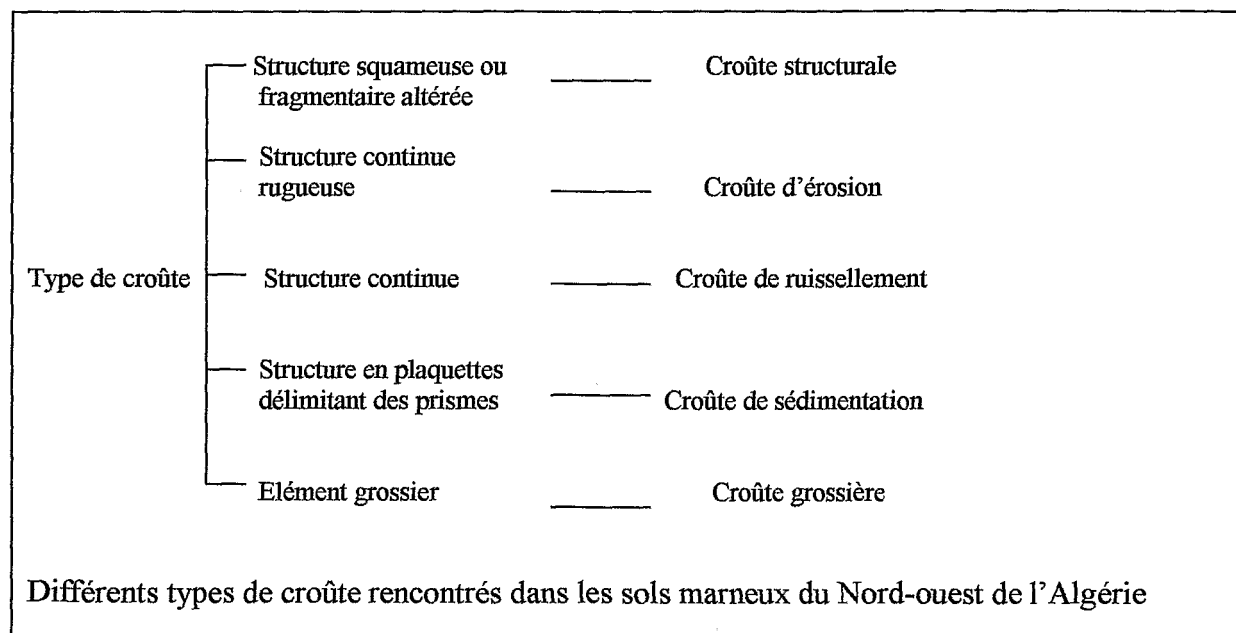 Structure squameuse ou
fragmentaire altérée
Croûte structurale
Structure continue
rugueuse
Croûte d'érosion
Type de croûte
Structure continue
Croûte de ruissellement
Structure en plaquettes
délimitant des prismes
Croûte de sédimentation
Elément grossier
Croûte grossière
Différents types de croûte rencontrés dans les sols marneux du Nord-ouest de l'Algérie